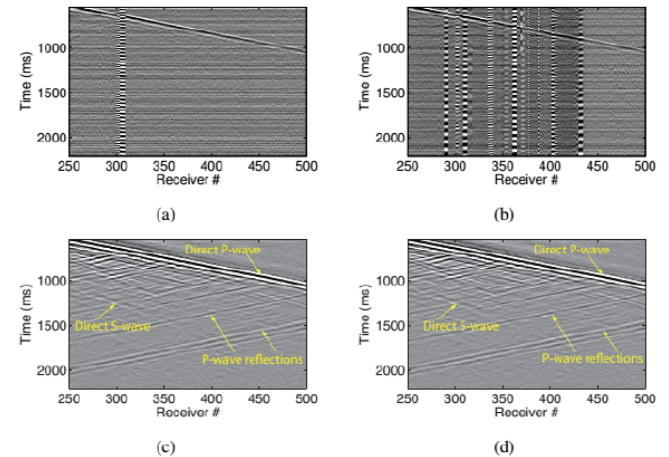 1000
1500
2000
Time (ms)
250 300 350 400 450 500
Receiver #
(a)
1000
1500
2000
Time (ms)
250 300 350 400 450 500
Receiver #
(b)
Direct P-wave
1000
1500
2000
Time (ms)
Direct S-wave
P-wave reflections
250 300 350 400 450 500
Receiver #
(c)
Direct P-wave
1000
1500
2000
Time (ms)
Direct S-wave
P-wave reflections
250 300 350 400 450 500
Receiver #
(d)